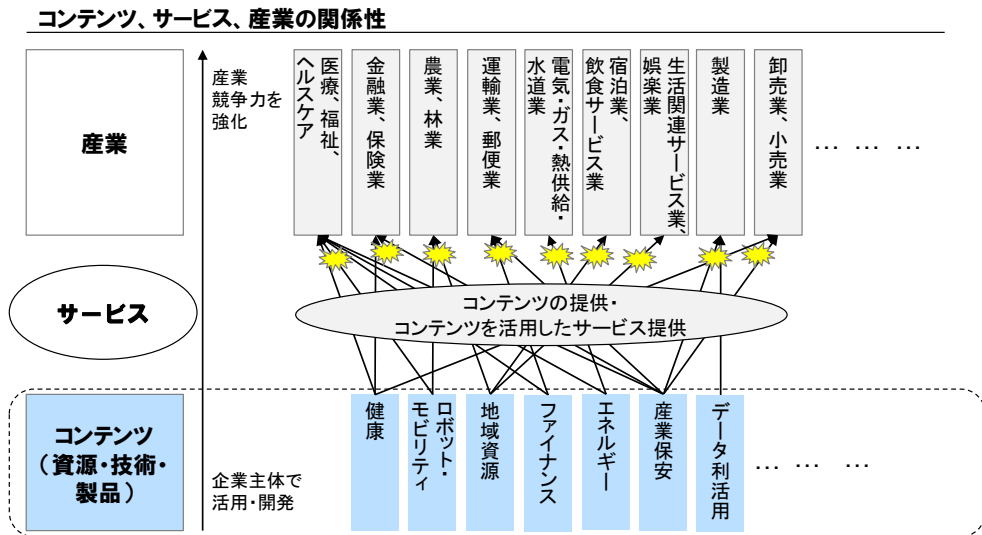 コンテンツ、サービス、産業の関係性
産業
産業
競争力を
強化
医療、福祉、
ヘルスケア
金融業、保険業
農業、林業
運輸業、郵便業
電気・ガス・熱供給・
水道業
宿泊業、
飲食サービス業
生活関連サービス業、
娯楽業
製造業
卸売業、小売業
… … …
サービス
コンテンツの提供・
コンテンツを活用したサービス提供
コンテンツ
（資源・技術・
製品）
企業主体で
活用・開発
健康
ロボット・
モビリティ
地域資源
ファイナンス
エネルギー
産業保安
データ利活用
… … …